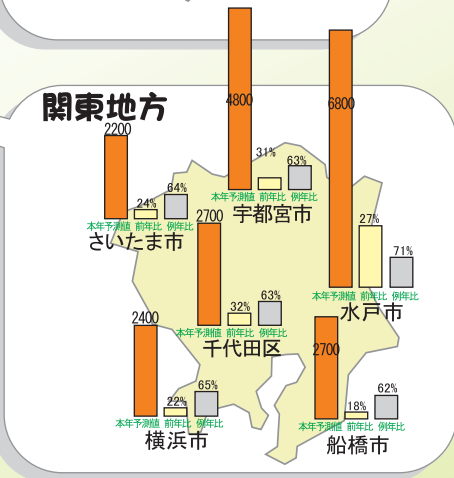 関東地方
2200
24%
64%
本年予測値 前年比 例年比
さいたま市
4800
31%
63%
本年予測値 前年比 例年比
宇都宮市
6800
27%
71%
本年予測値 前年比 例年比
水戸市
2700
32%
63%
本年予測値 前年比 例年比
千代田区
2400
22%
65%
本年予測値 前年比 例年比
横浜市
2700
18%
62%
本年予測値 前年比 例年比
船橋市